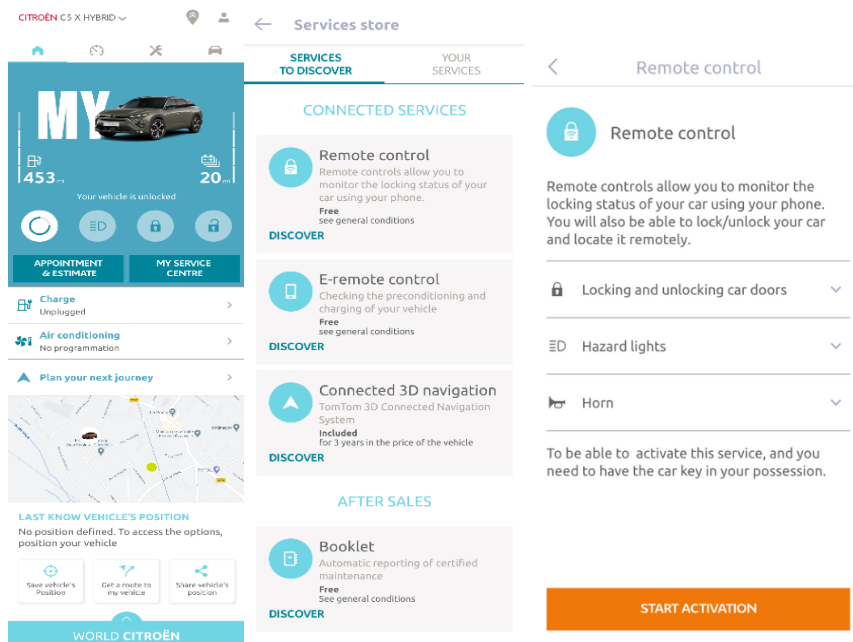 CITROËN C5 X HYBRID
MY
453 mi
20 mi
Your vehicle is unlocked
APPOINTMENT
& ESTIMATE
MY SERVICE
CENTRE
Charge
Unplugged
Air conditioning
No programmation
Plan your next journey
LAST KNOW VEHICLE'S POSITION
No position defined. To access the options,
position your vehicle
Save vehicle's
Position
Get a route to
my vehicle
Share vehicle's
position
WORLD CITROËN
Services store
SERVICES
TO DISCOVER
YOUR
SERVICES
CONNECTED SERVICES
Remote control
Remote controls allow you to
monitor the locking status of your
car using your phone.
Free
see general conditions
DISCOVER
E-remote control
Checking the preconditioning and
charging of your vehicle
Free
see general conditions
DISCOVER
Connected 3D navigation
TomTom 3D Connected Navigation
System
Included
for 3 years in the price of the vehicle
DISCOVER
AFTER SALES
Booklet
Automatic reporting of certified
maintenance
Free
See general conditions
DISCOVER
Remote control
Remote control
Remote controls allow you to monitor the
locking status of your car using your phone.
You will also be able to lock/unlock your car
and locate it remotely.
Locking and unlocking car doors
Hazard lights
Horn
To be able to activate this service, and you
need to have the car key in your possession.
START ACTIVATION